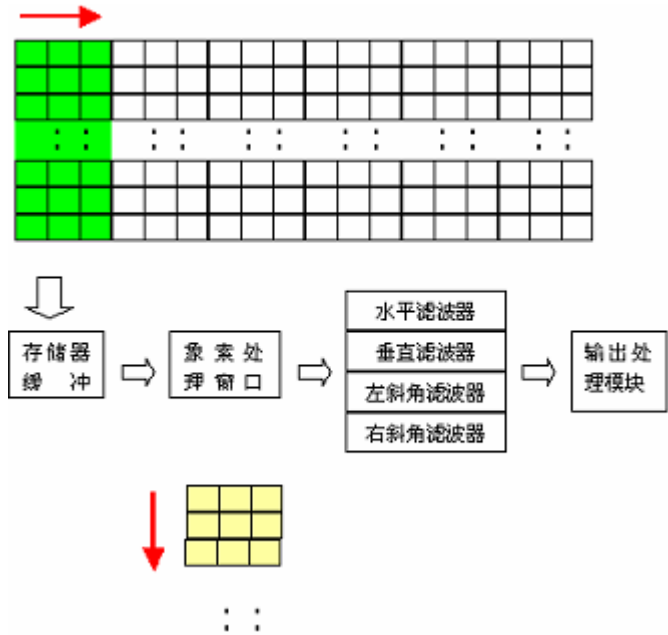 水平滤波器
存储器
缓冲
象索处
理窗口
垂直滤波器
左斜角滤波器
右斜角滤波器
输出处
理模块